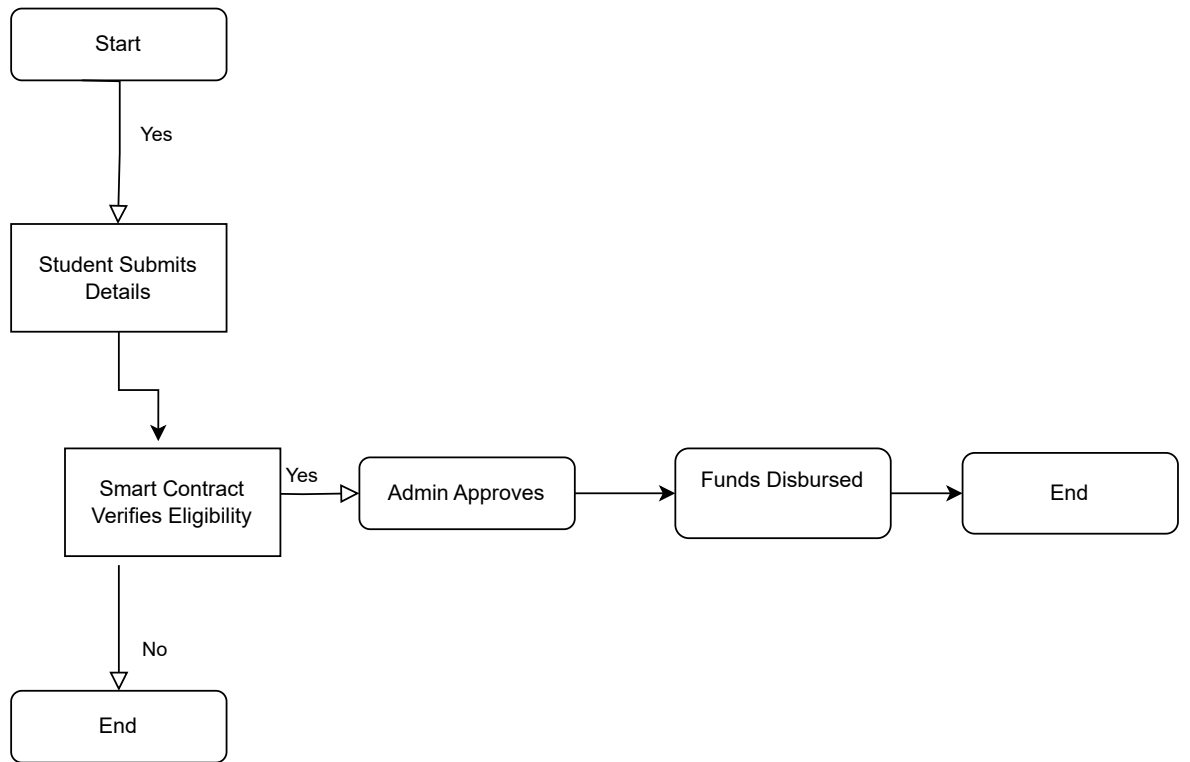 Start
Yes
Student Submits
Details
Smart Contract
Verifies Eligibility
Yes
Admin Approves
Funds Disbursed
End
No
End